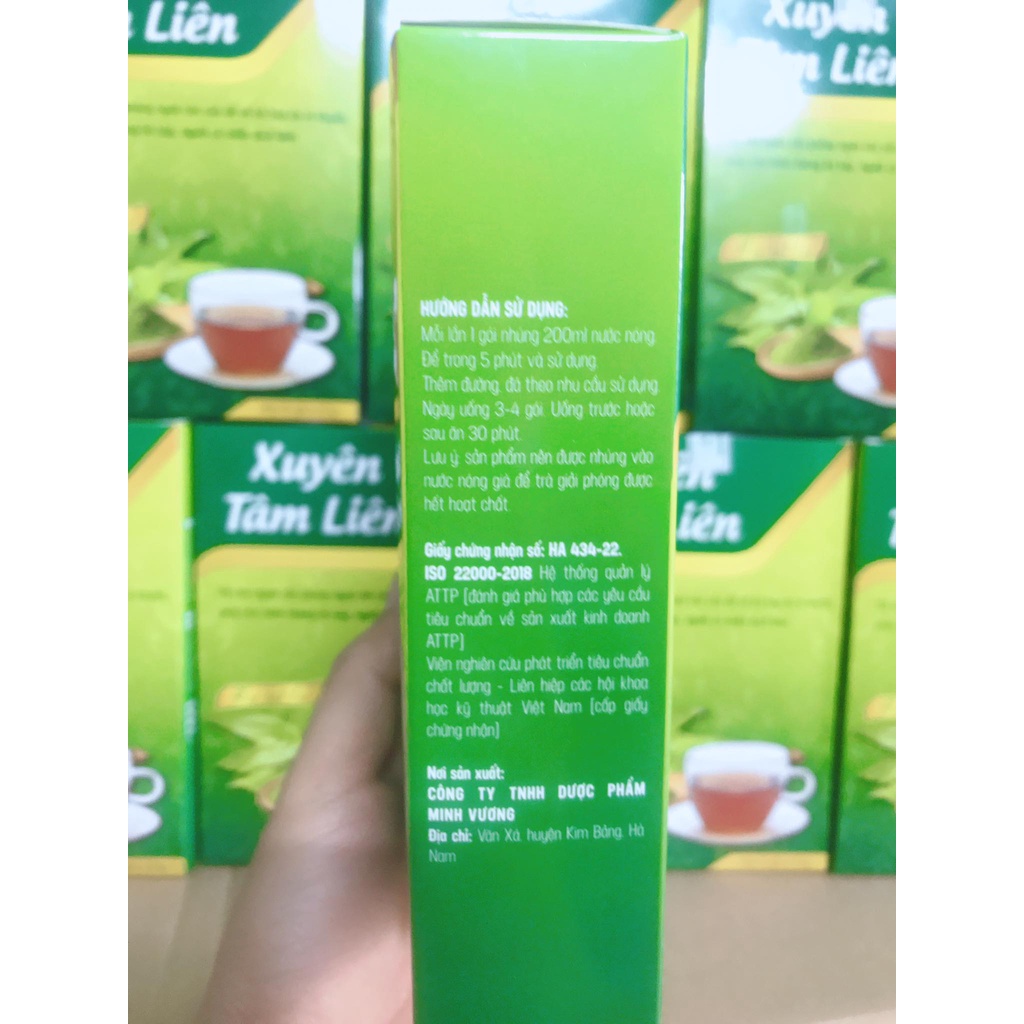 Liên
Xuyên
Tâm Liên
Xuyên
Tâm Liên
iên
HƯỚNG DẪN SỬ DỤNG:
Mỗi lần 1 gói nhúng 200ml nước nóng.
Để trong 5 phút và sử dụng.
Thêm đường, đá theo nhu cầu sử dụng.
Ngày uống 3-4 gói. Uống trước hoặc
sau ăn 30 phút.
Lưu ý: sản phẩm nên được nhúng vào
nước nóng già để trà giải phóng được
hết hoạt chất
Giấy chứng nhận số: HA 434-22.
ISO 22000-2018 Hệ thống quản lý
ATTP [đánh giá phù hợp các yêu cầu
tiêu chuẩn về sản xuất kinh doanh
ATTP]
Viện nghiên cứu phát triển tiêu chuẩn
chất lượng - Liên hiệp các hội khoa
học kỹ thuật Việt Nam [cấp giấy
chứng nhận]
Nơi sản xuất:
CÔNG TY TNHH DƯỢC PHẨM
MINH VƯƠNG
Địa chỉ: Văn Xá, huyện Kim Bảng, Hà
Nam